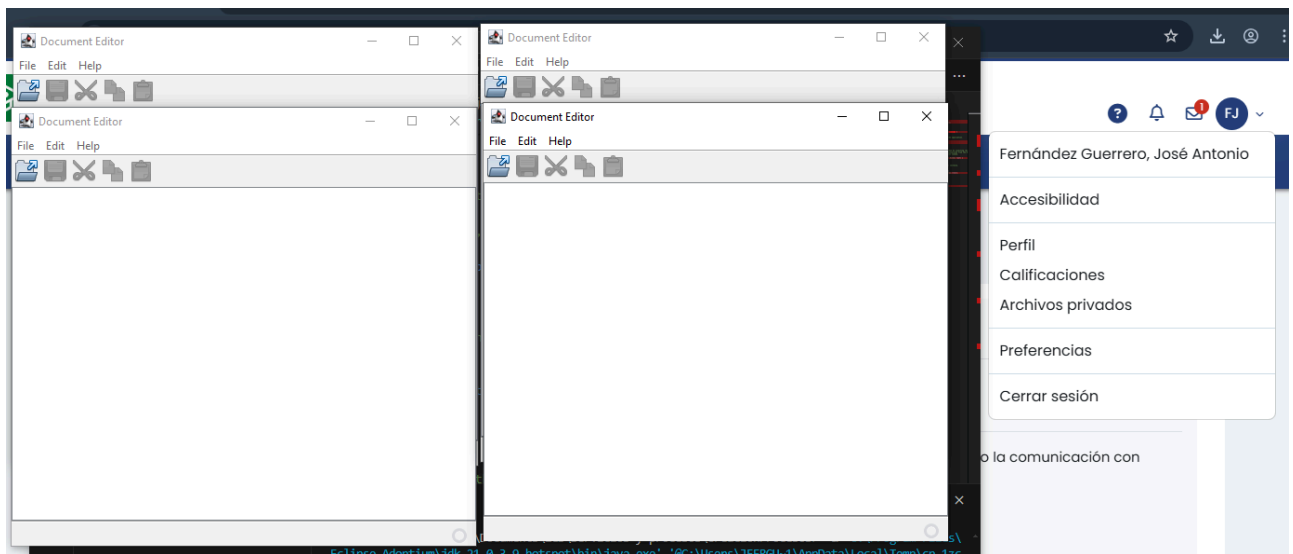 Document Editor
File Edit Help
Document Editor
File Edit Help
Document Editor
File Edit Help
Document Editor
File Edit Help
...
1
FJ
Fernández Guerrero, José Antonio
Accesibilidad
Perfil
Calificaciones
Archivos privados
Preferencias
Cerrar sesión
o la comunicación con